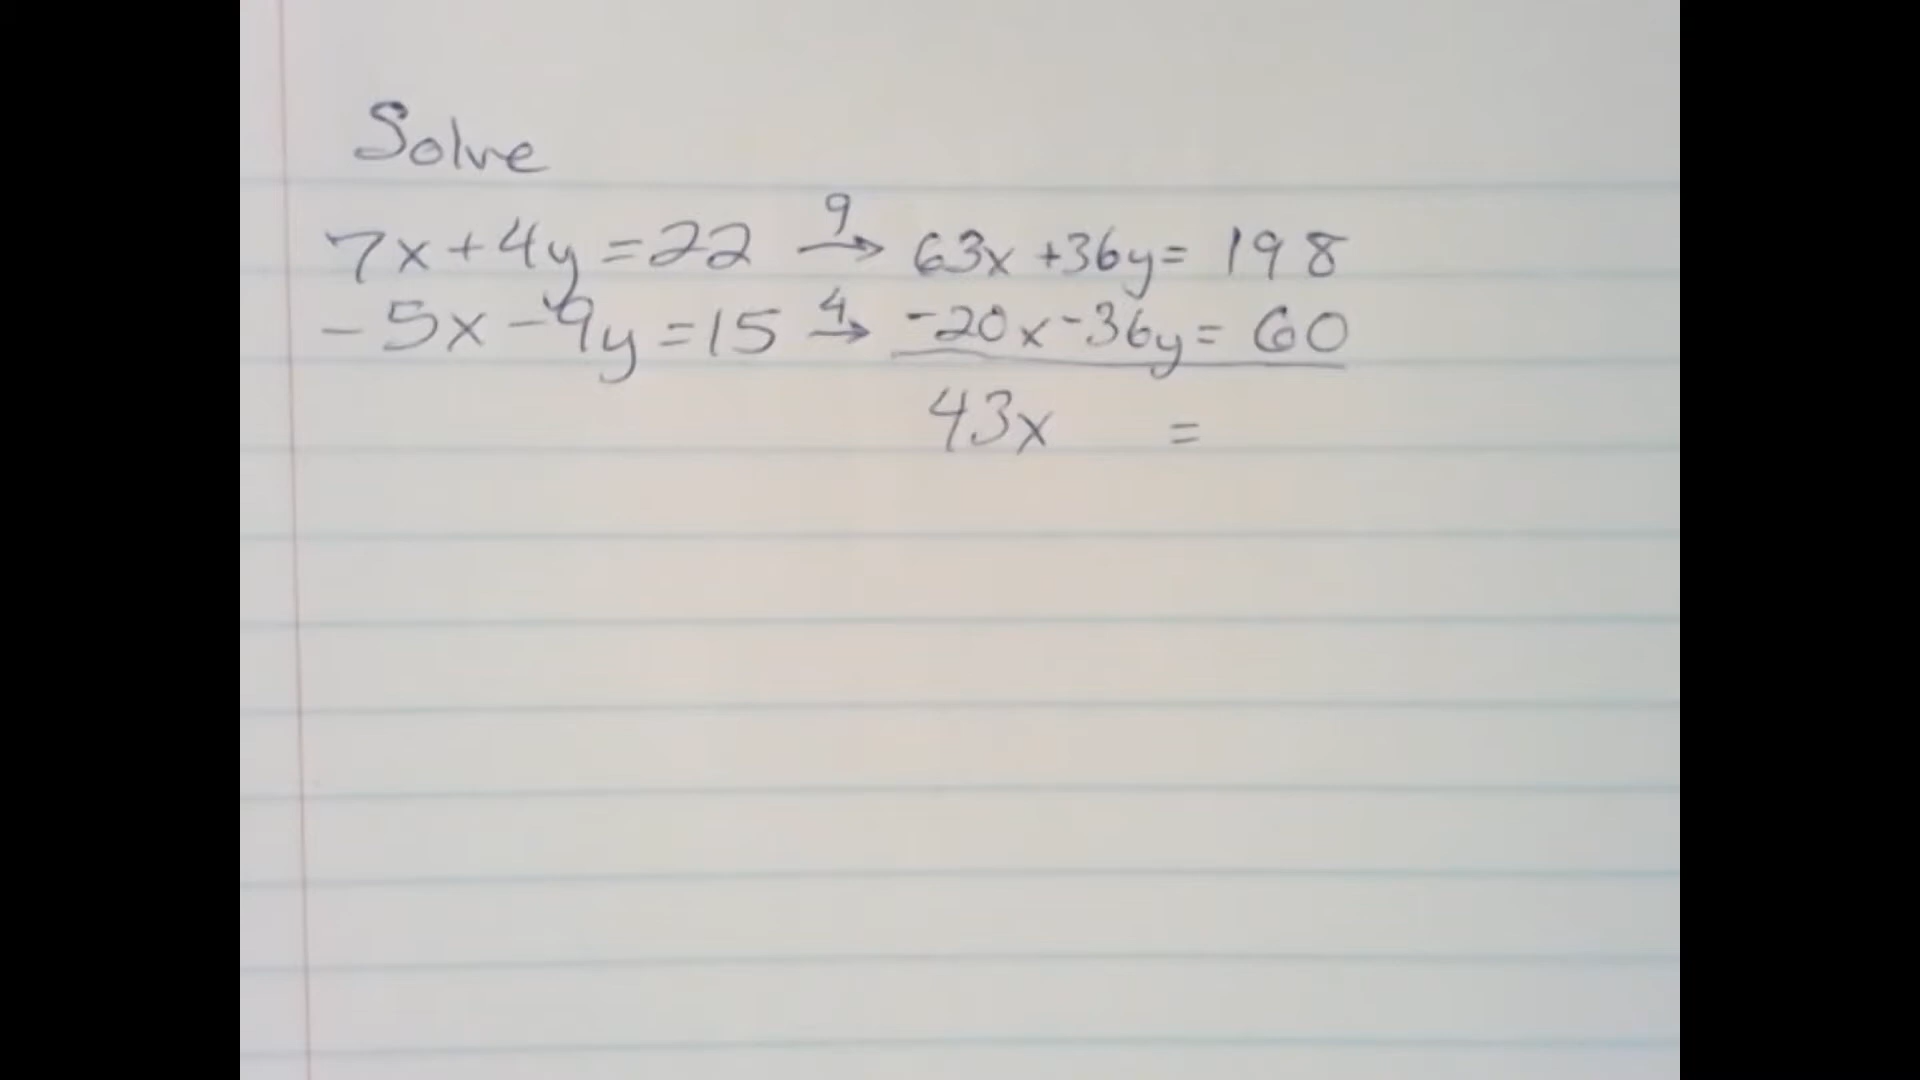 Solve
7x+4y=22 9→ 63x+36y=198
-5x-9y=15 4→ -20x-36y=60
43x =